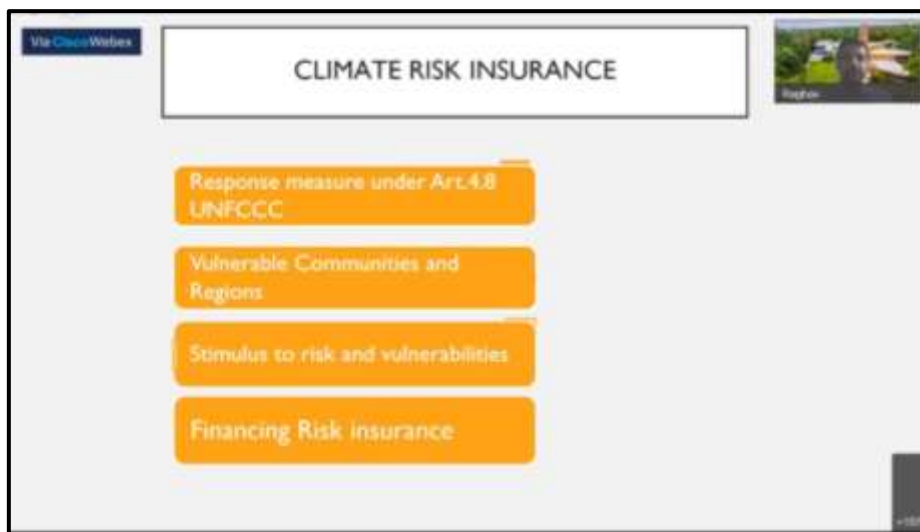 Via Cisco Webex
CLIMATE RISK INSURANCE
Raghav
Response measure under Art.4.8
UNFCCC
Vulnerable Communities and
Regions
Stimulus to risk and vulnerabilities
Financing Risk insurance